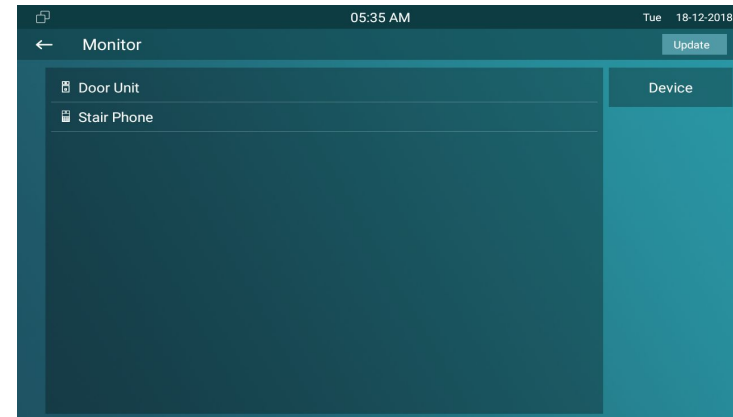 05:35 AM Tue 18-12-2018
Monitor Update
Door Unit
Device
Stair Phone